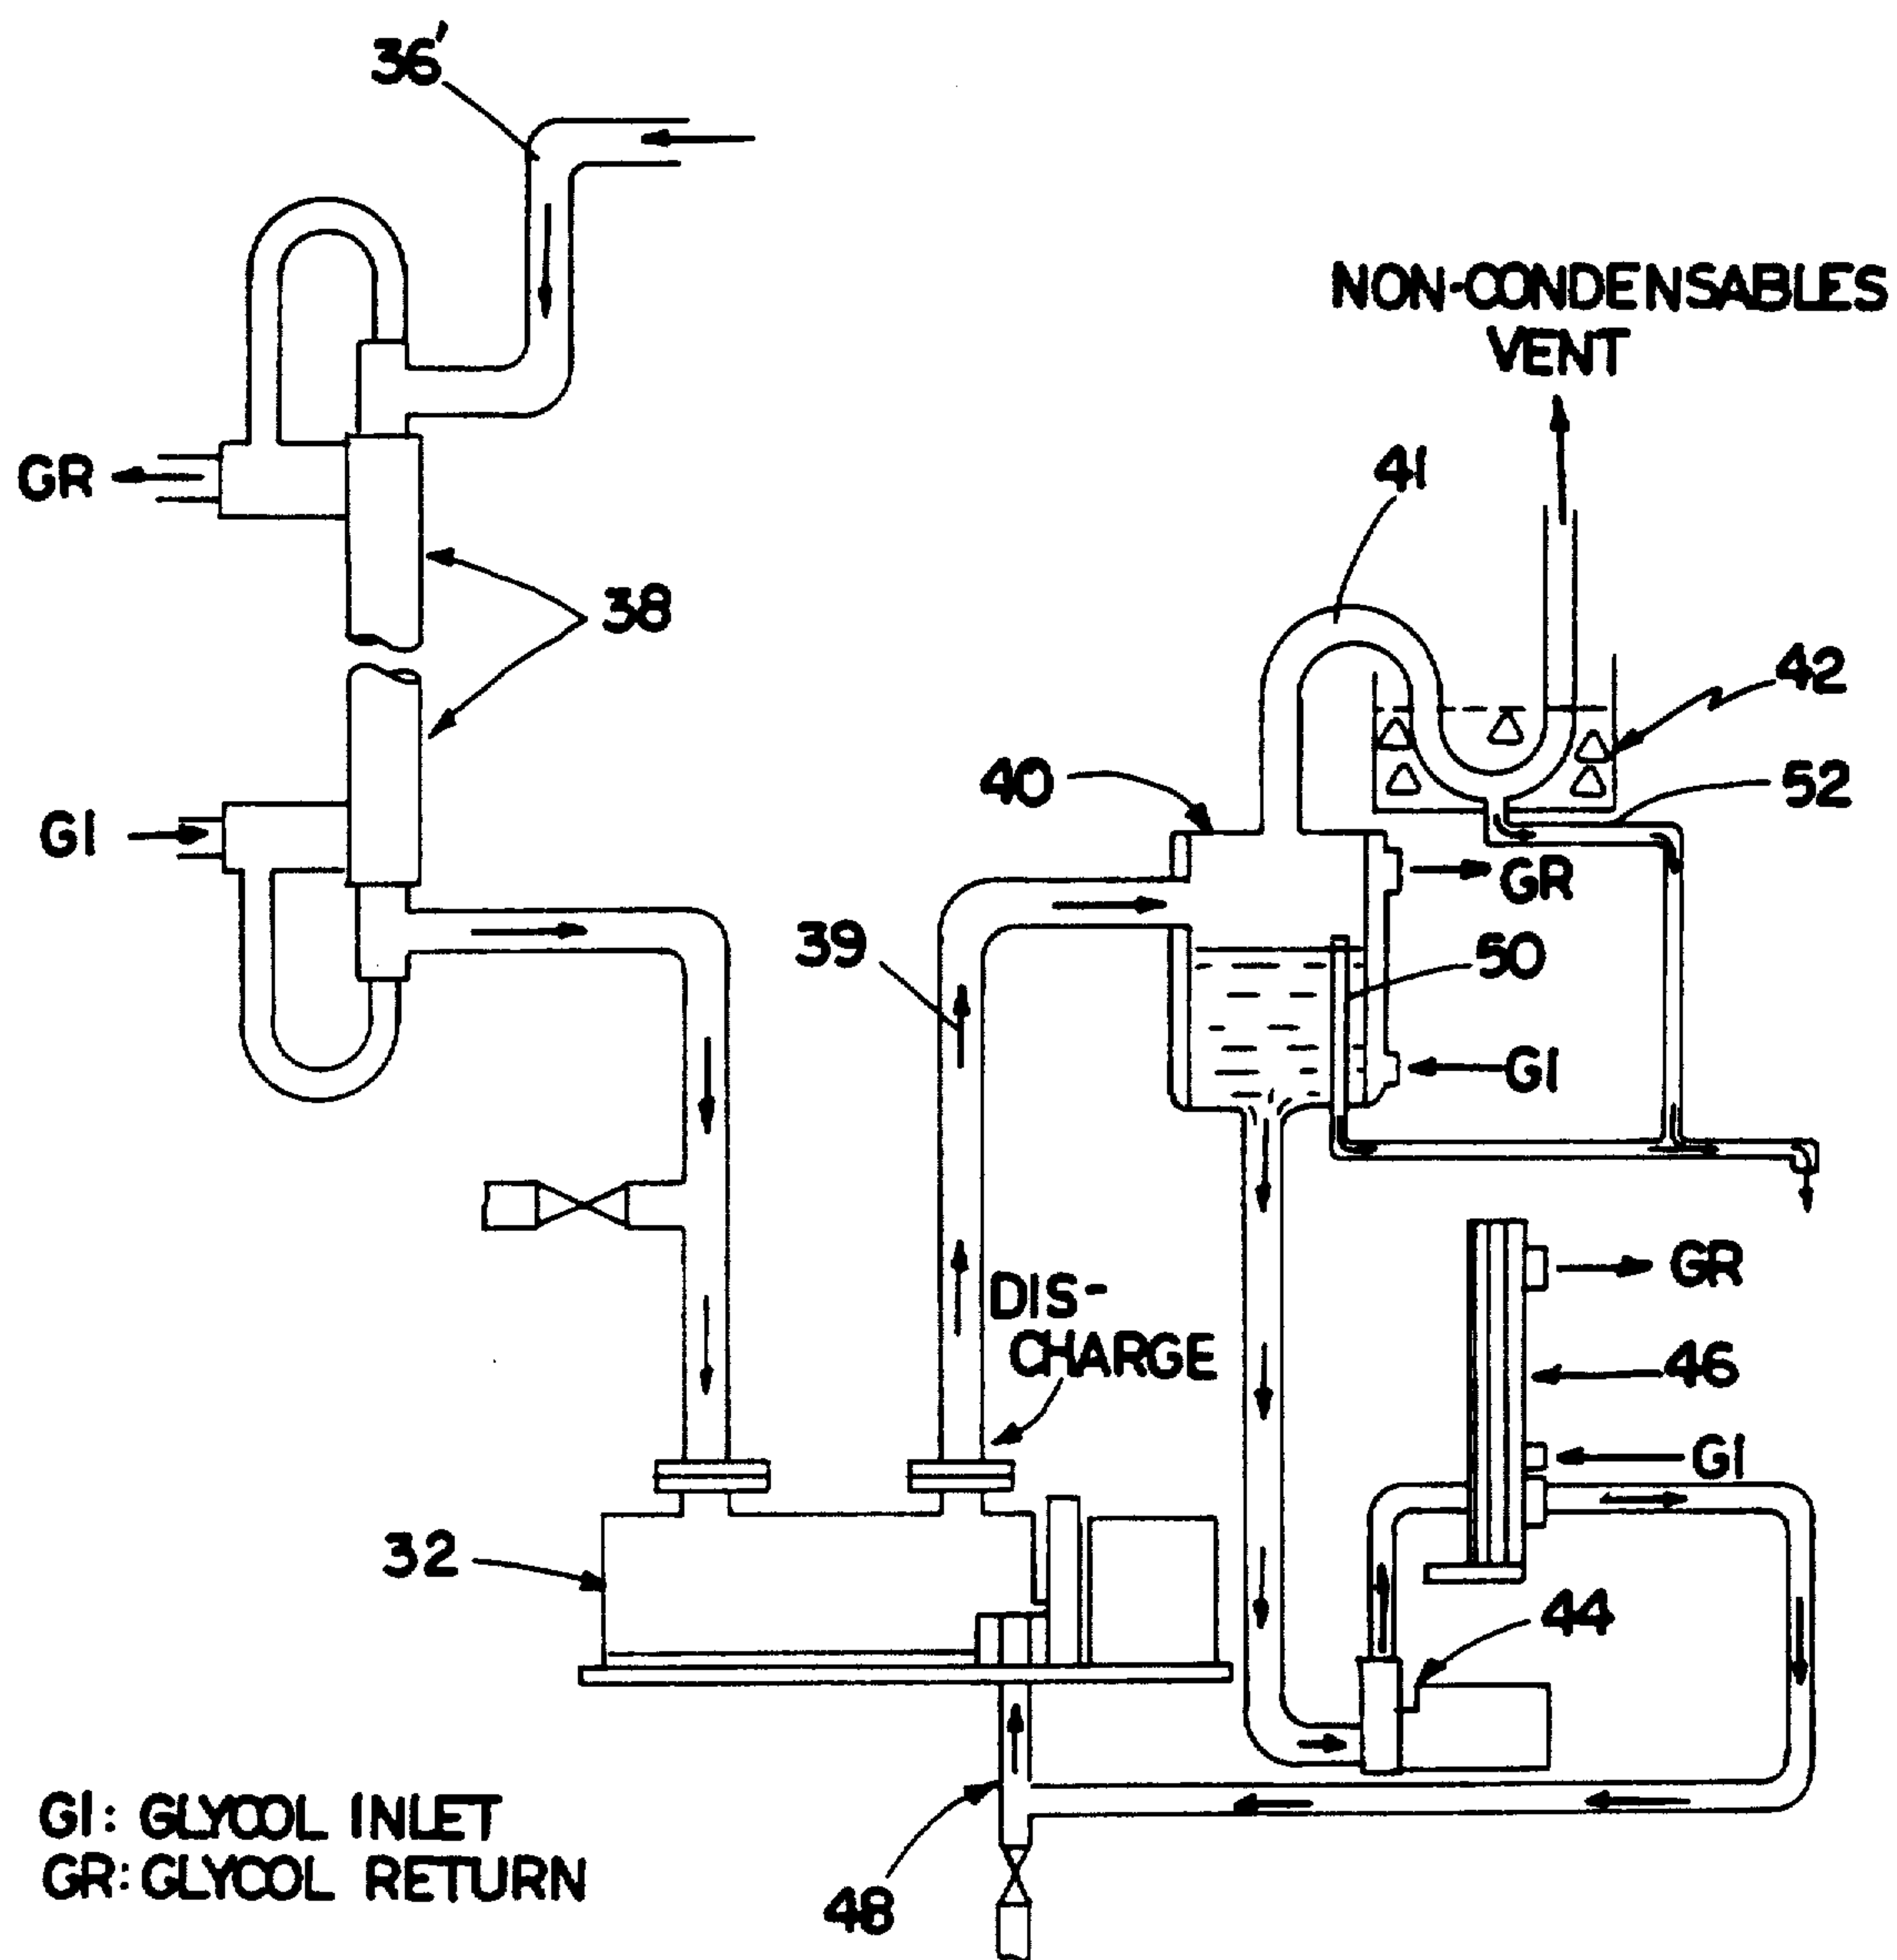 36'
NON-CONDENSABLES
VENT
41
GR
38
42
40
52
GI
GR
39
50
GI
GR
DIS-
CHARGE
46
GI
32
44
GI: GLYCOL INLET
GR: GLYCOL RETURN
48